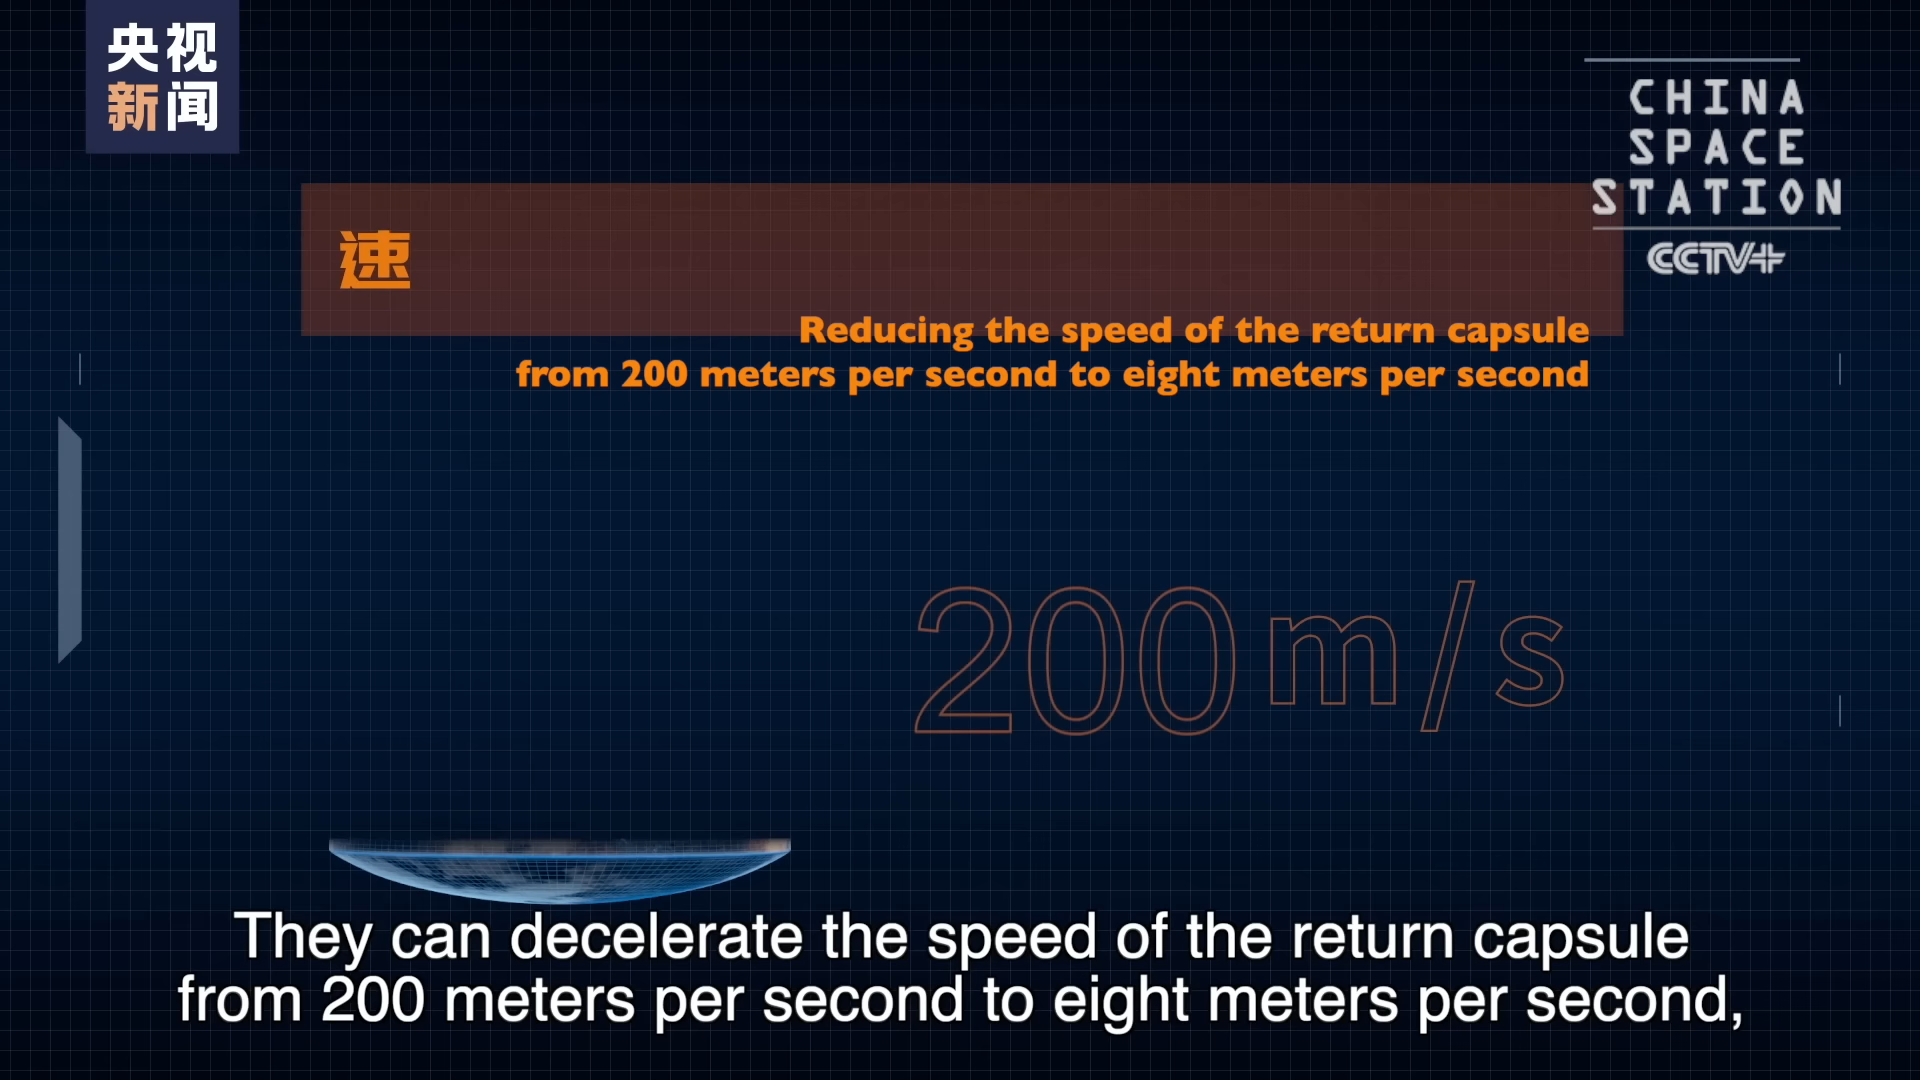 央视
新闻
CHINA
SPACE
STATION
CCTV+
速
Reducing the speed of the return capsule
from 200 meters per second to eight meters per second
200m/s
They can decelerate the speed of the return capsule
from 200 meters per second to eight meters per second,